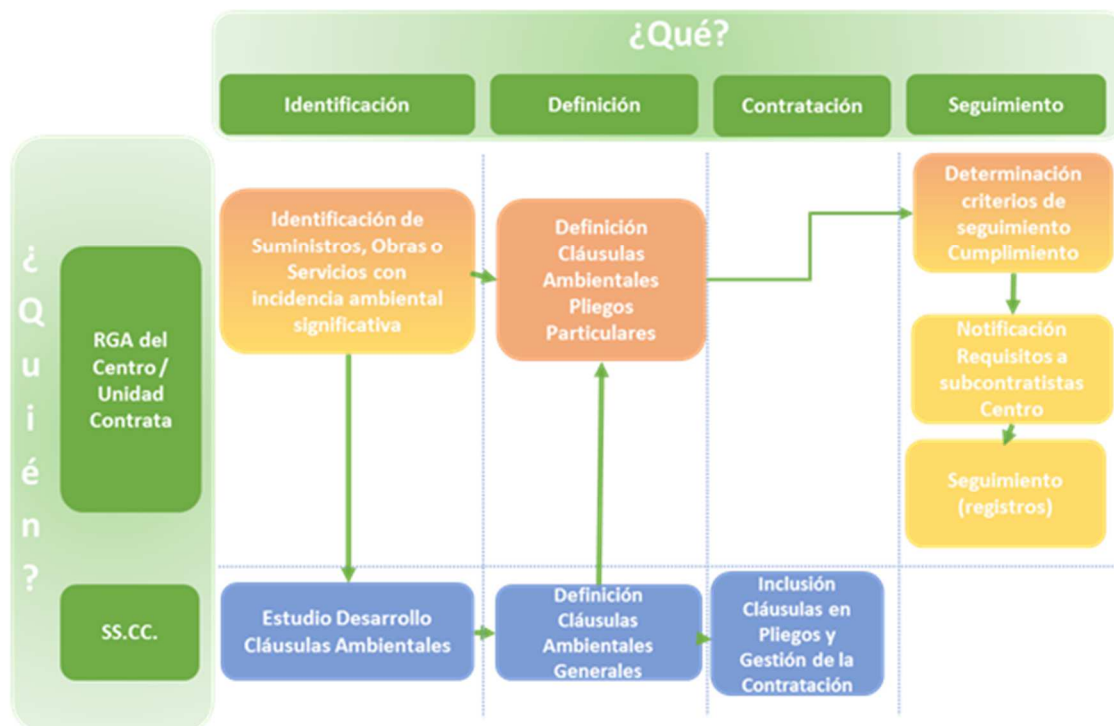 ¿Qué?
Identificación
Definición
Contratación
Seguimiento
¿Quién?
RGA del
Centro /
Unidad
Contrata
Identificación de
Suministros, Obras o
Servicios con
incidencia ambiental
significativa
Definición
Cláusulas
Ambientales
Pliegos
Particulares
Determinación
criterios de
seguimiento
Cumplimiento
Notificación
Requisitos a
subcontratistas
Centro
Seguimiento
(registros)
SS.CC.
Estudio Desarrollo
Cláusulas Ambientales
Definición
Cláusulas
Ambientales
Generales
Inclusión
Cláusulas en
Pliegos y
Gestión de la
Contratación